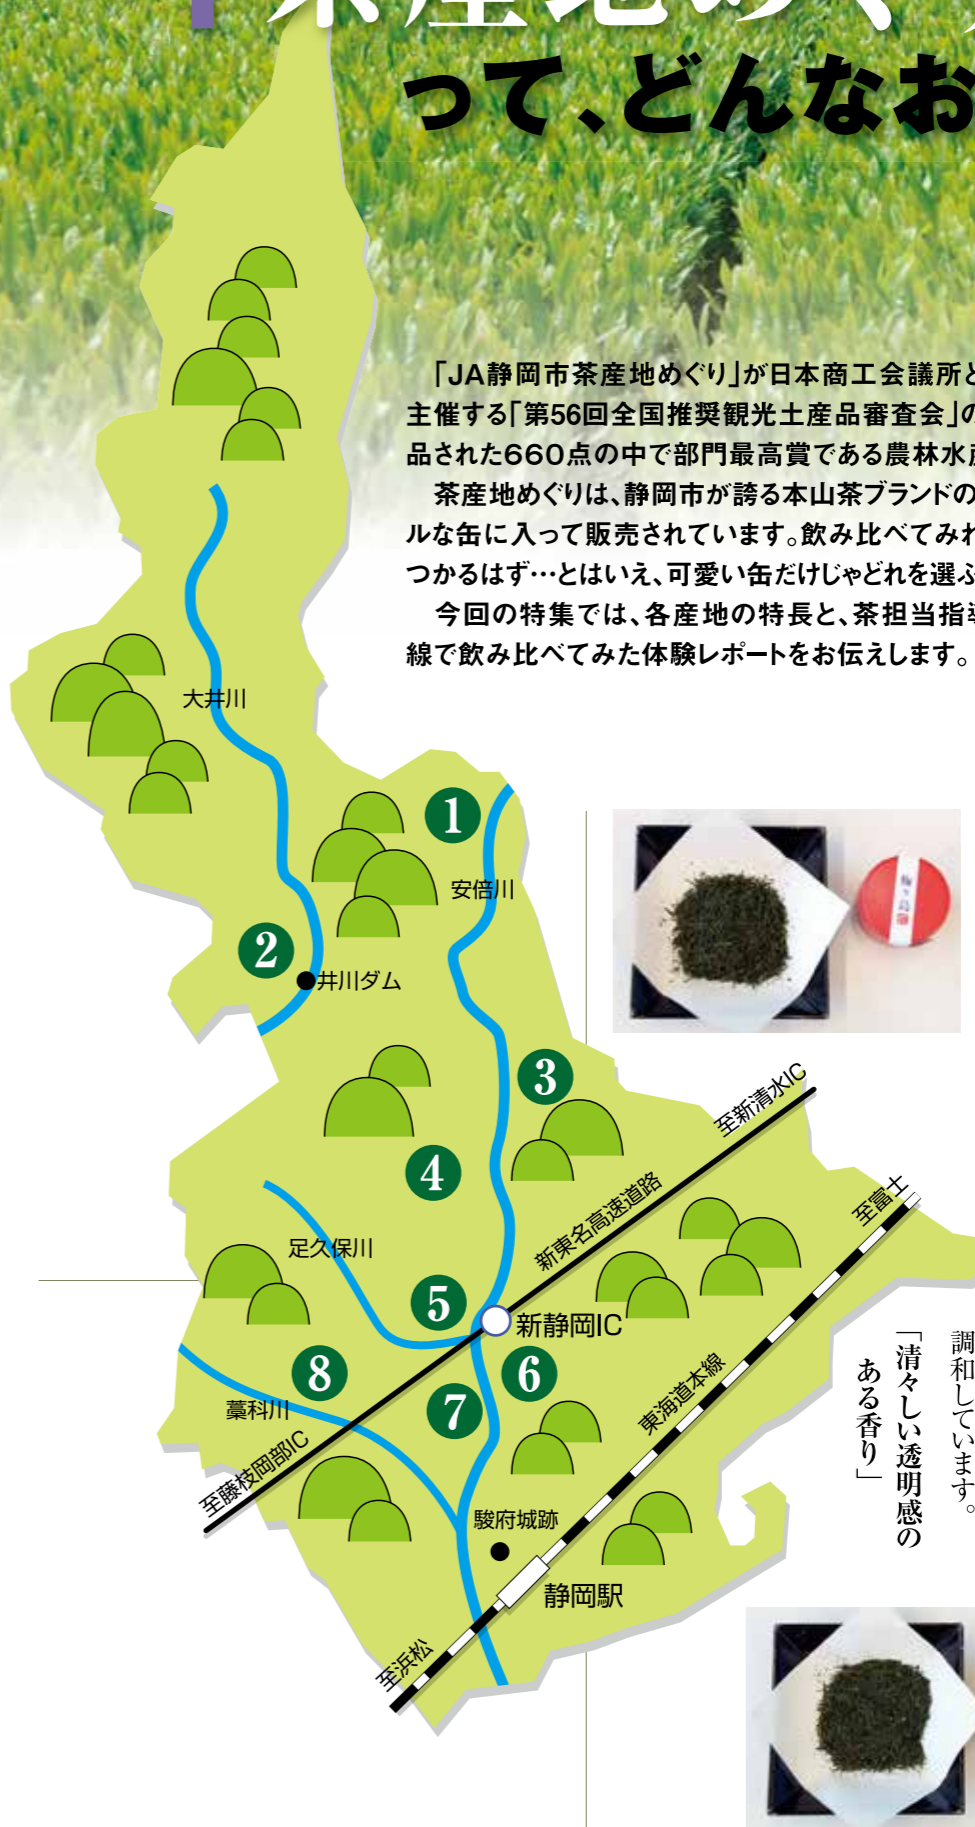 茶産地めぐ
って、どんなお
「JA静岡市茶産地めぐり」が日本商工会議所と
主催する「第56回全国推奨観光土産品審査会」の
品された660点の中で部門最高賞である農林水産
茶産地めぐりは、静岡市が誇る本山茶ブランドの
ルな缶に入って販売されています。飲み比べてみれ
つかるはず…とはいえ、可愛い缶だけじゃどれを選ぶ
今回の特集では、各産地の特長と、茶担当指導
線で飲み比べてみた体験レポートをお伝えします。
大井川
1
安倍川
2
井川ダム
梅ヶ島
3
至新清水IC
4
新東名高速道路
至富士
足久保川
5
新静岡IC
6
8
7
藁科川
東海道本線
至藤枝岡部IC
駿府城跡
静岡駅
至浜松
調和しています。
「清々しい透明感の
ある香り」